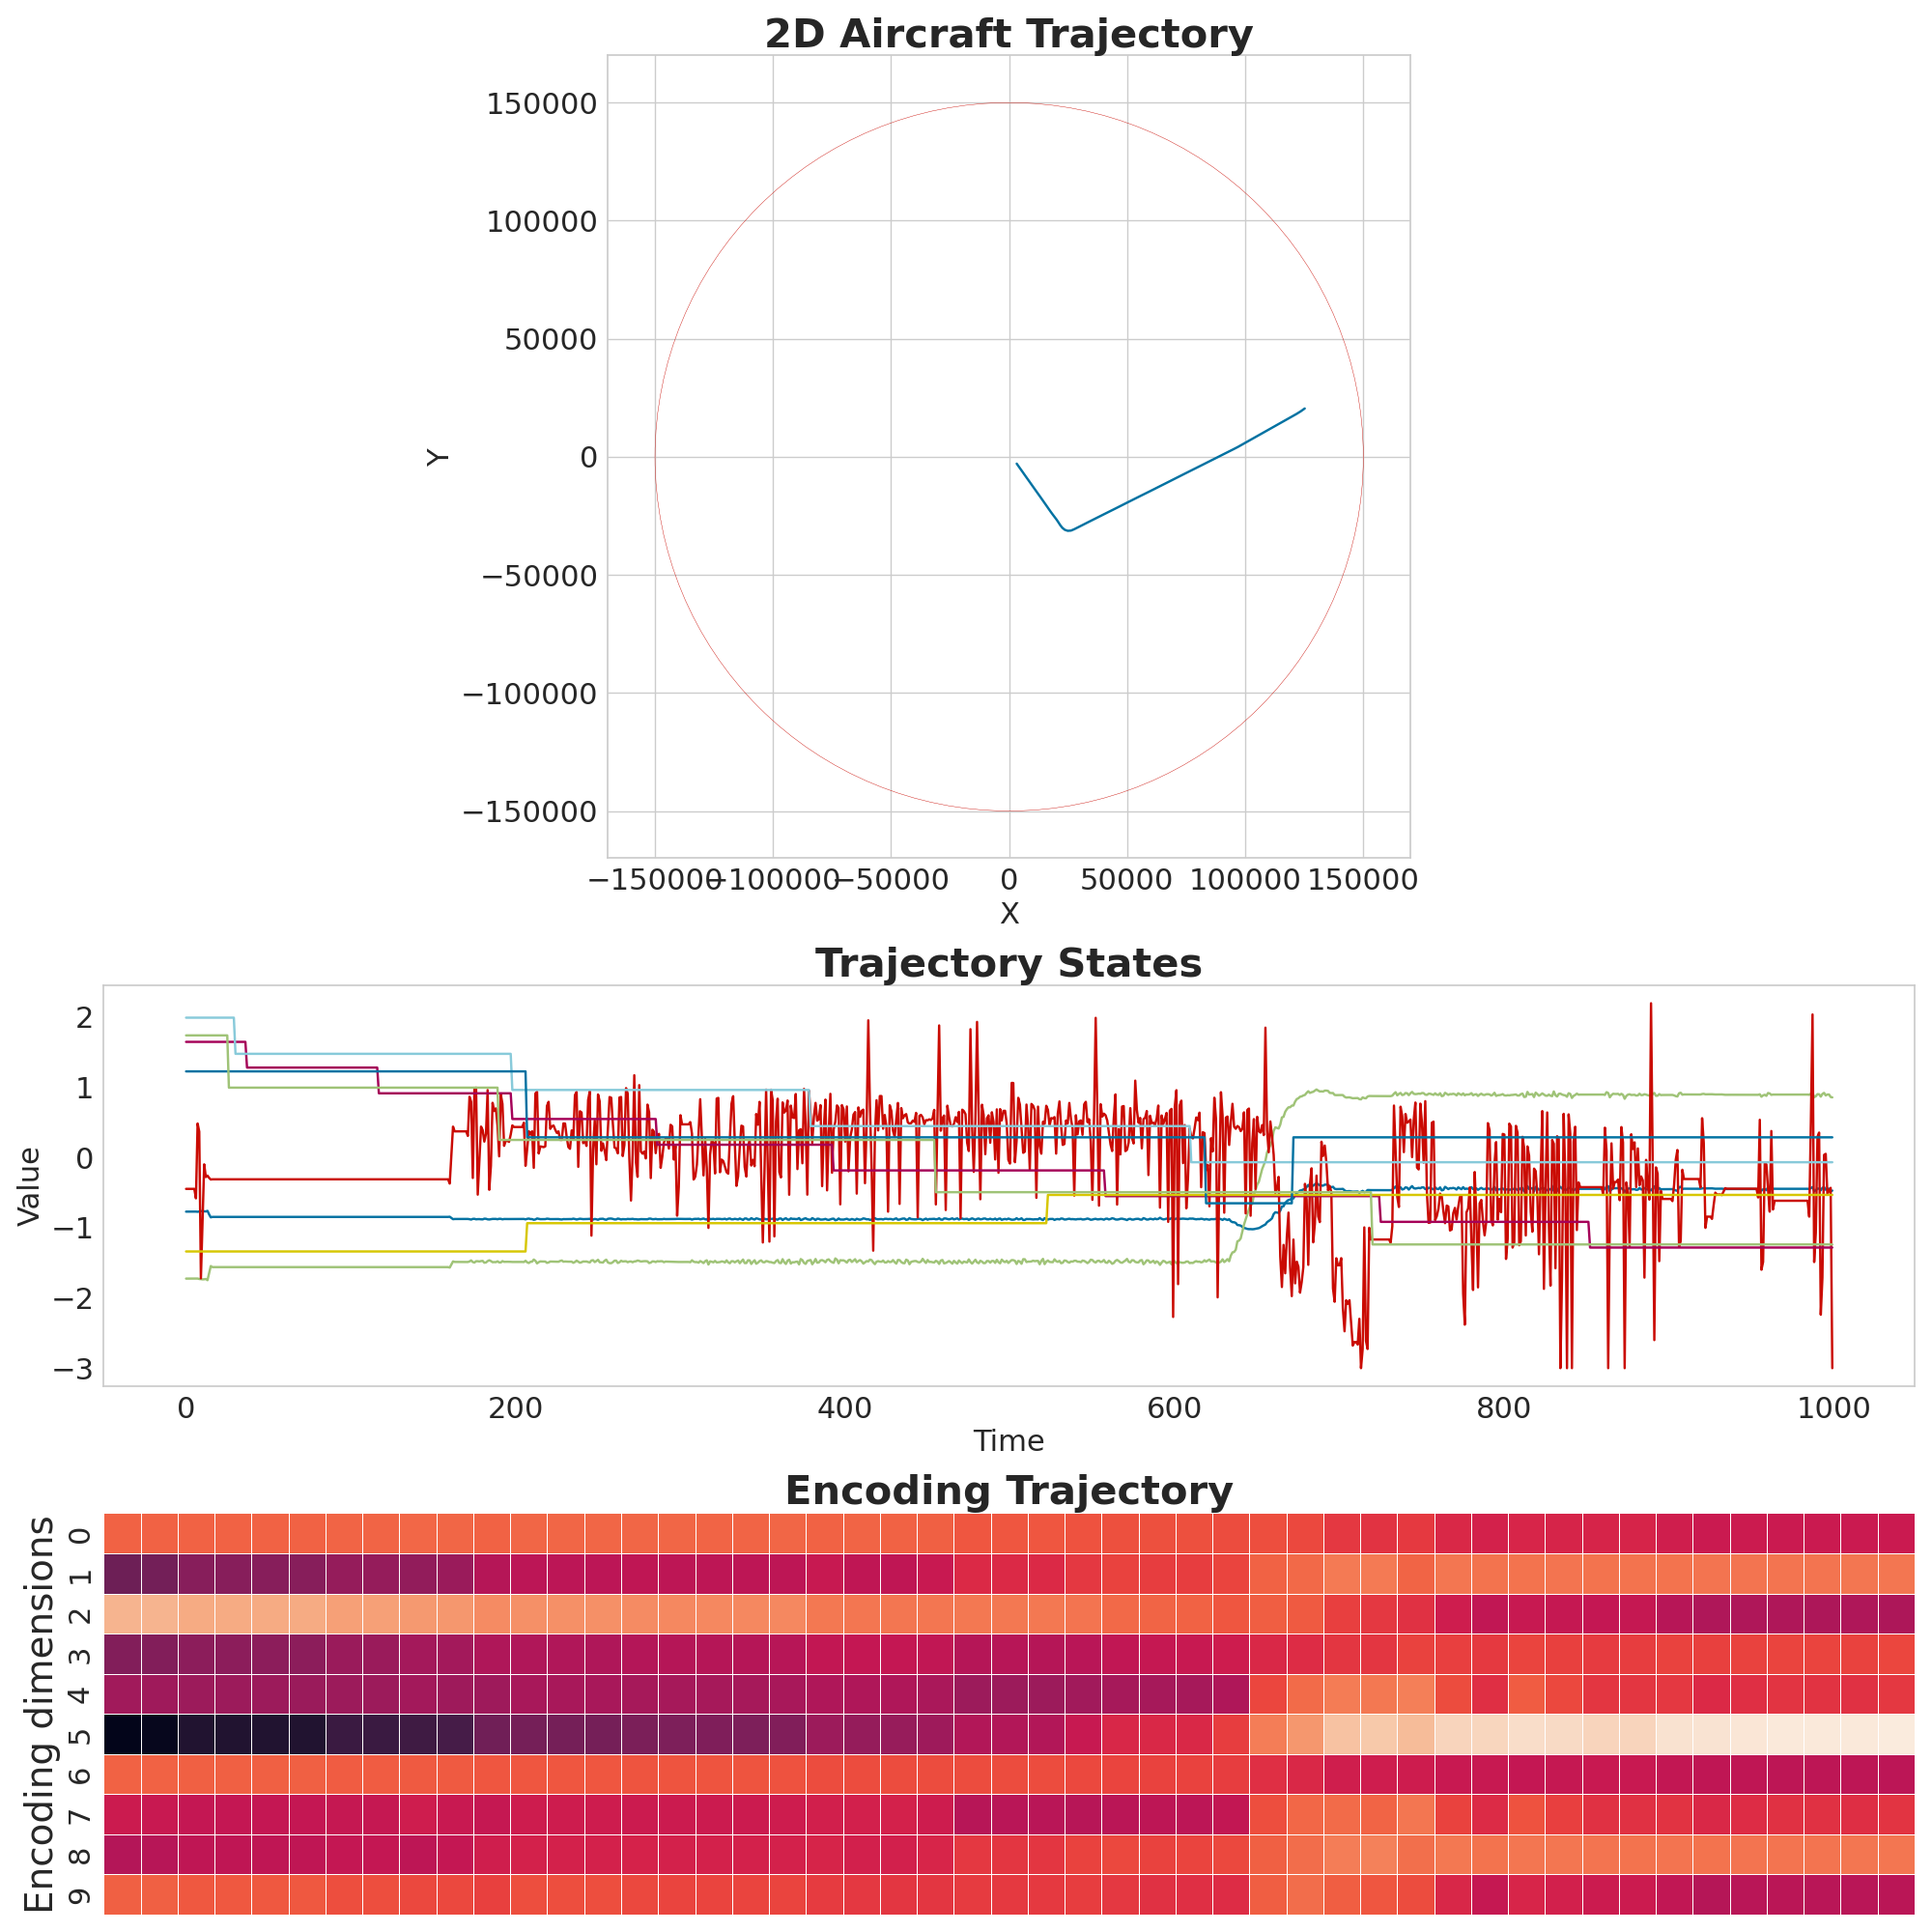 2D Aircraft Trajectory
150000
100000
50000
0
−50000
−100000
−150000
Y
−150000 −100000 −50000 0 50000 100000 150000
X
Trajectory States
2
1
0
−1
−2
−3
Value
0 200 400 600 800 1000
Time
Encoding Trajectory
Encoding dimensions
0
1
2
3
4
5
6
7
8
9